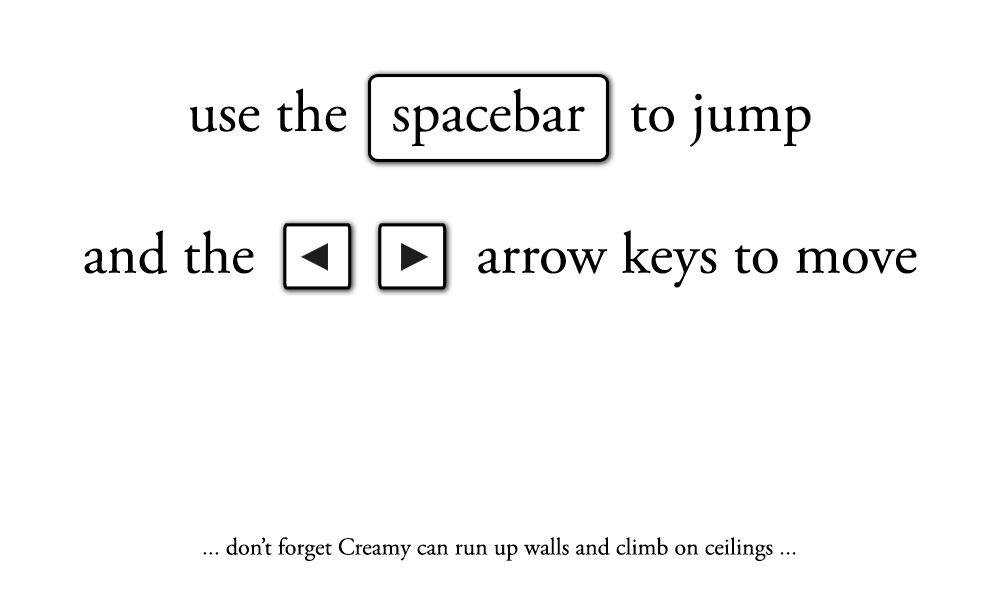 use the spacebar to jump
and the ◀ ▶ arrow keys to move
... don’t forget Creamy can run up walls and climb on ceilings ...